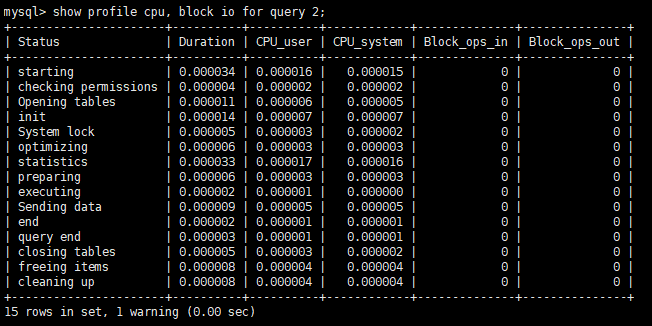 mysql> show profile cpu, block io for query 2;
+----------------------+----------+----------+------------+--------------+---------------+
| Status               | Duration | CPU_user | CPU_system | Block_ops_in | Block_ops_out |
+----------------------+----------+----------+------------+--------------+---------------+
| starting             | 0.000034 | 0.000016 |   0.000015 |            0 |             0 |
| checking permissions | 0.000004 | 0.000002 |   0.000002 |            0 |             0 |
| Opening tables       | 0.000011 | 0.000006 |   0.000005 |            0 |             0 |
| init                 | 0.000014 | 0.000007 |   0.000007 |            0 |             0 |
| System lock          | 0.000005 | 0.000003 |   0.000002 |            0 |             0 |
| optimizing           | 0.000006 | 0.000003 |   0.000003 |            0 |             0 |
| statistics           | 0.000033 | 0.000017 |   0.000016 |            0 |             0 |
| preparing            | 0.000006 | 0.000003 |   0.000003 |            0 |             0 |
| executing            | 0.000002 | 0.000001 |   0.000000 |            0 |             0 |
| Sending data         | 0.000009 | 0.000005 |   0.000005 |            0 |             0 |
| end                  | 0.000002 | 0.000001 |   0.000001 |            0 |             0 |
| query end            | 0.000003 | 0.000001 |   0.000001 |            0 |             0 |
| closing tables       | 0.000005 | 0.000003 |   0.000002 |            0 |             0 |
| freeing items        | 0.000008 | 0.000004 |   0.000004 |            0 |             0 |
| cleaning up          | 0.000008 | 0.000004 |   0.000004 |            0 |             0 |
+----------------------+----------+----------+------------+--------------+---------------+
15 rows in set, 1 warning (0.00 sec)